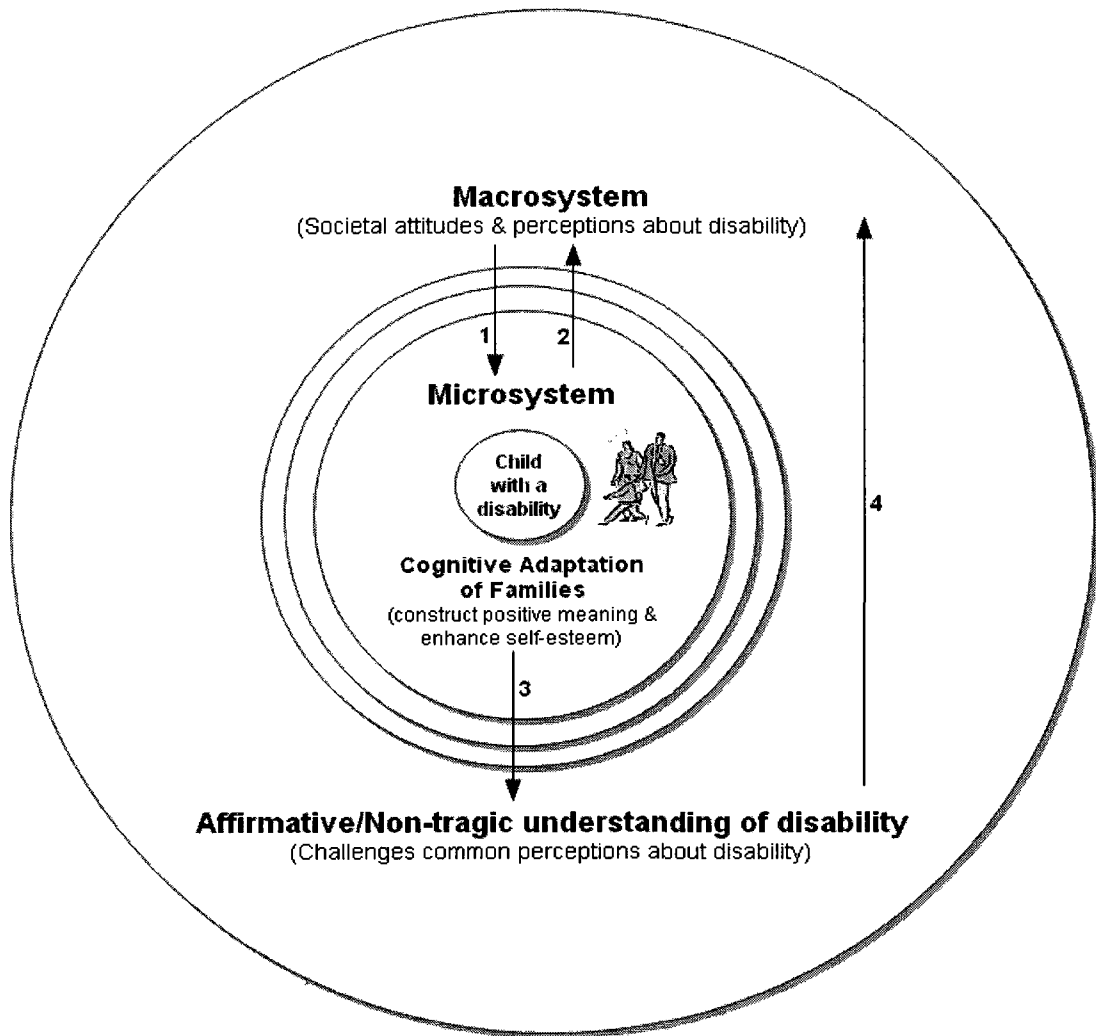 Macrosystem
(Societal attitudes & perceptions about disability)
1
2
Microsystem
Child
with a
disability
4
Cognitive Adaptation
of Families
(construct positive meaning &
enhance self-esteem)
3
Affirmative/Non-tragic understanding of disability
(Challenges common perceptions about disability)